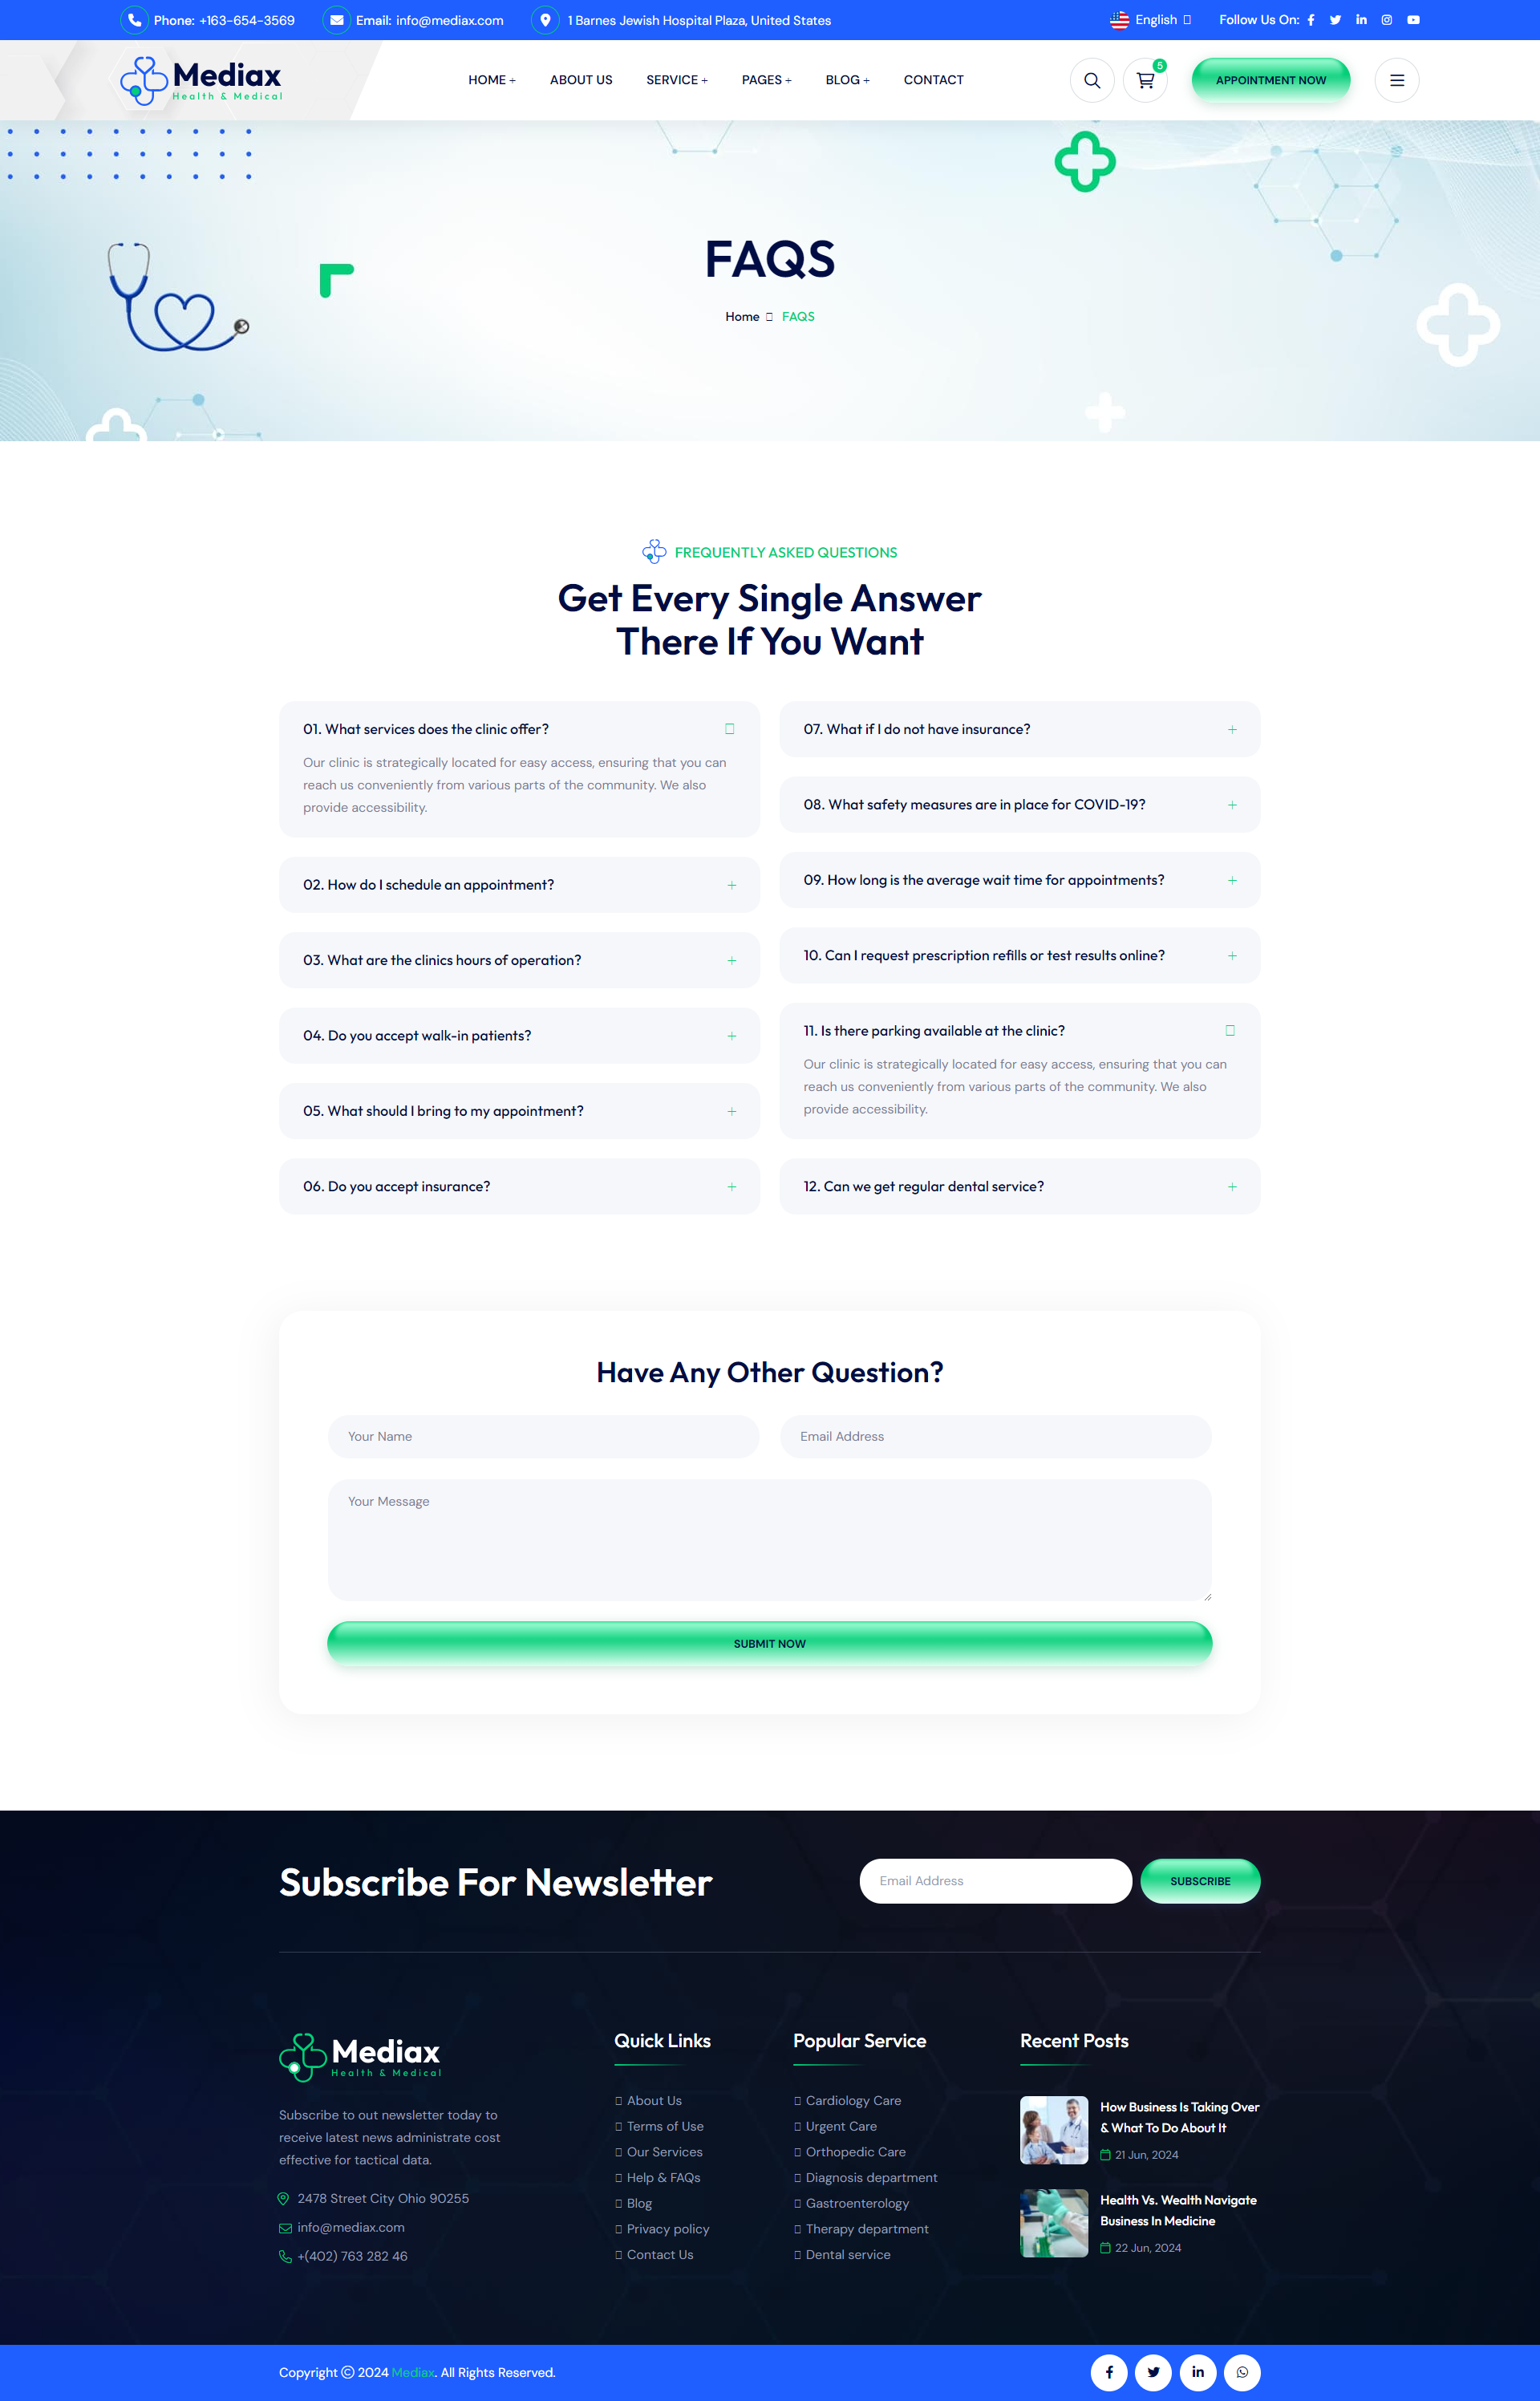 Phone: +163-654-3569
Email: info@mediax.com
1 Barnes Jewish Hospital Plaza, United States
English
Follow Us On:
Mediax
Health & Medical
HOME +
ABOUT US
SERVICE +
PAGES +
BLOG +
CONTACT
5
APPOINTMENT NOW
FAQS
Home FAQS
FREQUENTLY ASKED QUESTIONS
Get Every Single Answer
There If You Want
01. What services does the clinic offer?
Our clinic is strategically located for easy access, ensuring that you can
reach us conveniently from various parts of the community. We also
provide accessibility.
02. How do I schedule an appointment? +
03. What are the clinics hours of operation? +
04. Do you accept walk-in patients? +
05. What should I bring to my appointment? +
06. Do you accept insurance? +
07. What if I do not have insurance? +
08. What safety measures are in place for COVID-19? +
09. How long is the average wait time for appointments? +
10. Can I request prescription refills or test results online? +
11. Is there parking available at the clinic?
Our clinic is strategically located for easy access, ensuring that you can
reach us conveniently from various parts of the community. We also
provide accessibility.
12. Can we get regular dental service? +
Have Any Other Question?
Your Name
Email Address
Your Message
SUBMIT NOW
Subscribe For Newsletter
Email Address
SUBSCRIBE
Mediax
Health & Medical
Subscribe to out newsletter today to
receive latest news administrate cost
effective for tactical data.
2478 Street City Ohio 90255
info@mediax.com
+(402) 763 282 46
Quick Links
About Us
Terms of Use
Our Services
Help & FAQs
Blog
Privacy policy
Contact Us
Popular Service
Cardiology Care
Urgent Care
Orthopedic Care
Diagnosis department
Gastroenterology
Therapy department
Dental service
Recent Posts
How Business Is Taking Over
& What To Do About It
21 Jun, 2024
Health Vs. Wealth Navigate
Business In Medicine
22 Jun, 2024
Copyright © 2024 Mediax. All Rights Reserved.